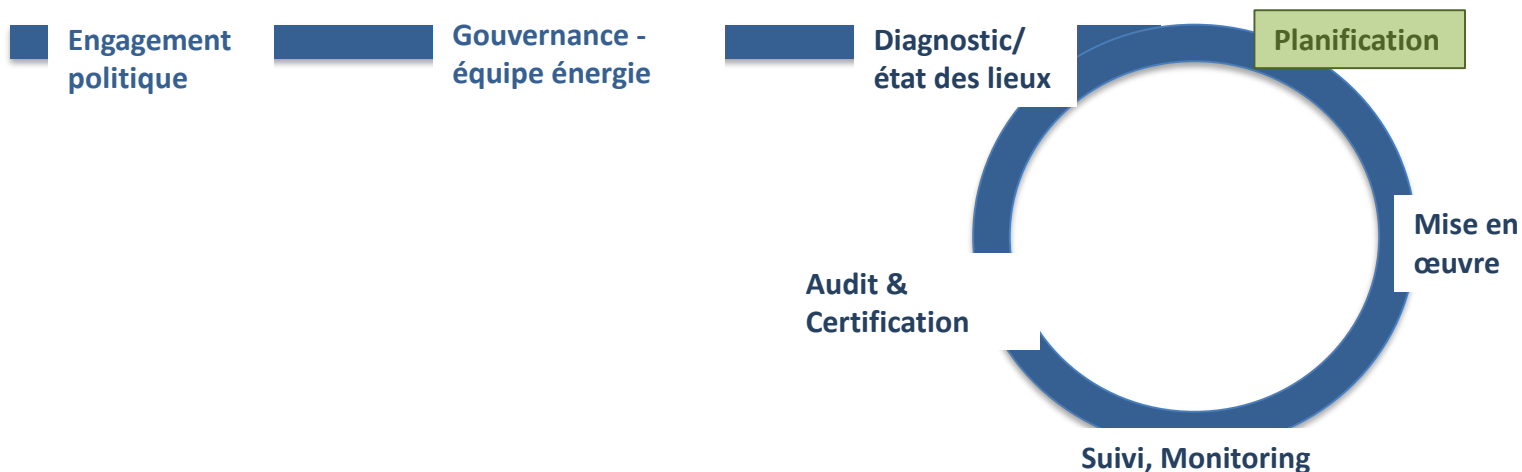 Engagement
politique
Gouvernance -
équipe énergie
Diagnostic/
état des lieux
Planification
Mise en
œuvre
Audit &
Certification
Suivi, Monitoring